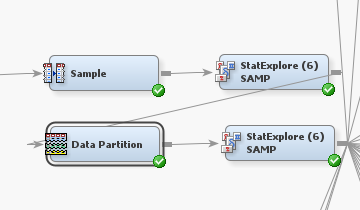 Sample
StatExplore (6)
SAMP
Data Partition
StatExplore (6)
SAMP